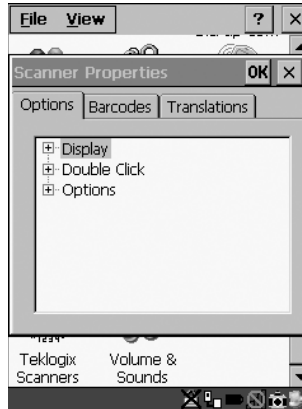 File View ?
Scanner Properties OK
Options Barcodes Translations
Display
Double Click
Options
Teklogix Volume &
Scanners Sounds